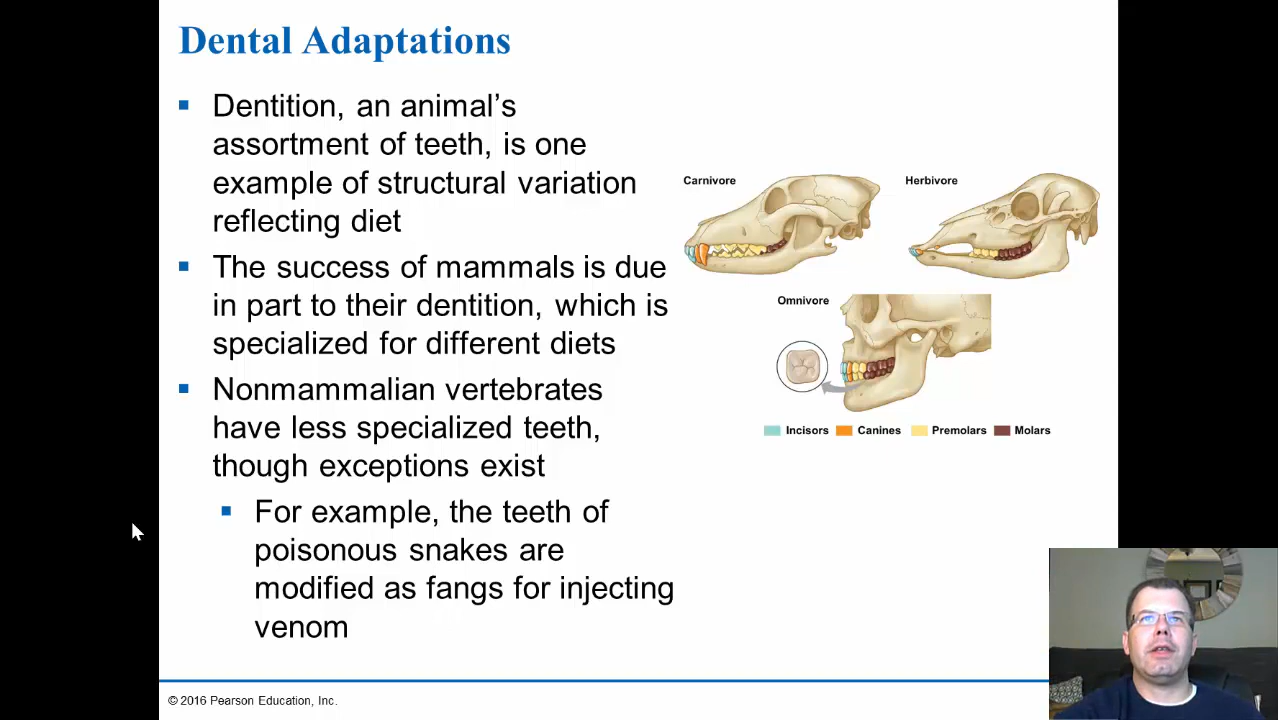 Dental Adaptations
Dentition, an animal’s
assortment of teeth, is one
example of structural variation
reflecting diet
The success of mammals is due
in part to their dentition, which is
specialized for different diets
Nonmammalian vertebrates
have less specialized teeth,
though exceptions exist
For example, the teeth of
poisonous snakes are
modified as fangs for injecting
venom
Carnivore
Herbivore
Omnivore
Incisors
Canines
Premolars
Molars
© 2016 Pearson Education, Inc.